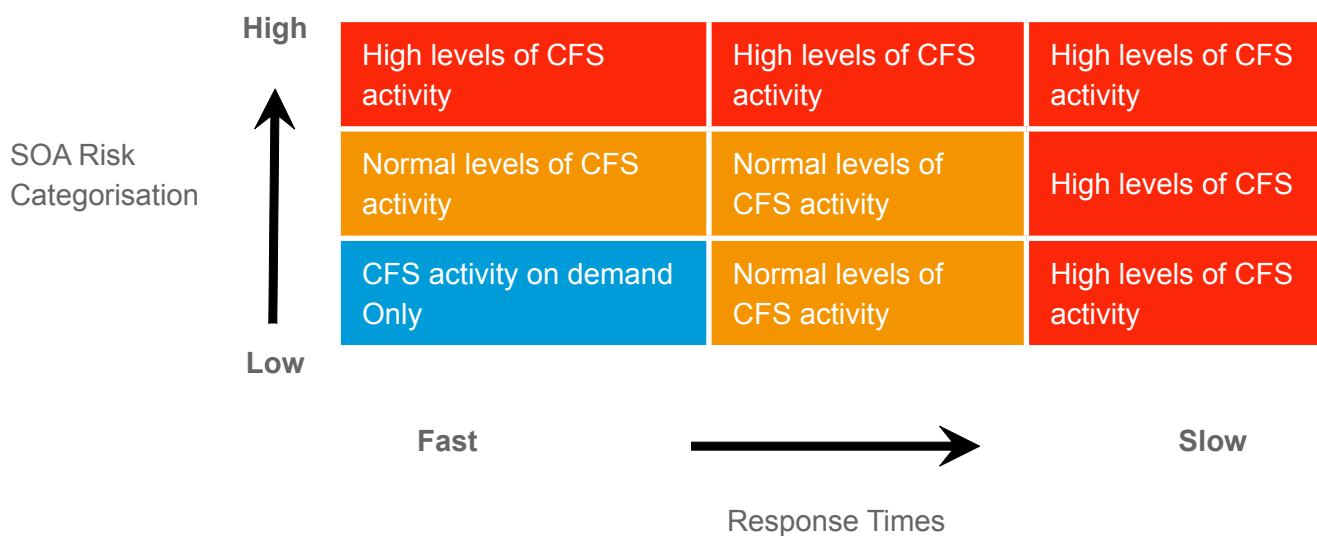 High
High levels of CFS
activity
High levels of CFS
activity
High levels of CFS
activity
SOA Risk
Categorisation
Normal levels of CFS
activity
Normal levels of
CFS activity
High levels of CFS
CFS activity on demand
Only
Normal levels of
CFS activity
High levels of CFS
activity
Low
Fast
Slow
Response Times